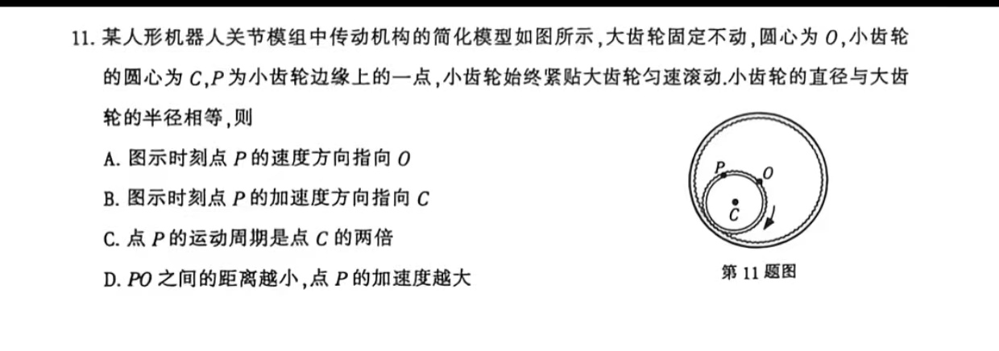 11. 某人形机器人关节模组中传动机构的简化模型如图所示,大齿轮固定不动,圆心为 O,小齿轮
的圆心为 C,P 为小齿轮边缘上的一点,小齿轮始终紧贴大齿轮匀速滚动.小齿轮的直径与大齿
轮的半径相等,则
A. 图示时刻点 P 的速度方向指向 O
B. 图示时刻点 P 的加速度方向指向 C
C. 点 P 的运动周期是点 C 的两倍
D. PO 之间的距离越小,点 P 的加速度越大
P
O
C
第 11 题图